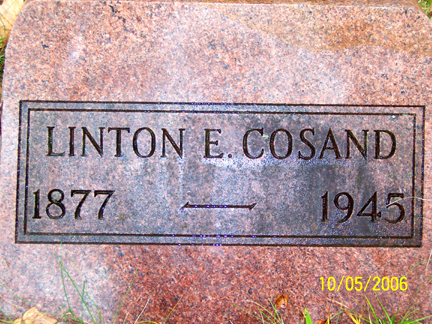 LINTON E. COSAND
1877 — 1945
10/05/2006